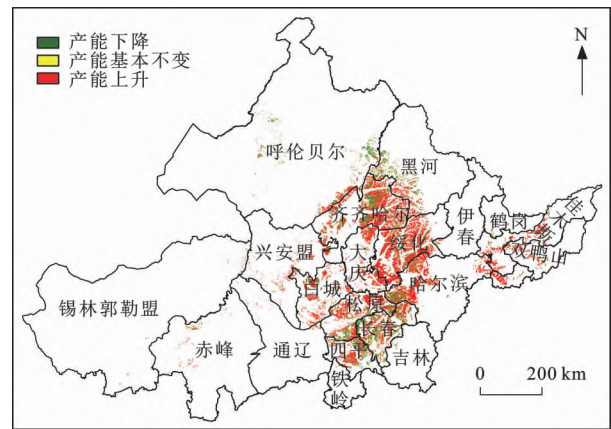 产能下降
产能基本不变
产能上升
N
呼伦贝尔
黑河
齐齐哈尔
伊春
鹤岗
佳木斯
双鸭山
绥化
兴安盟
大庆
哈尔滨
白城
松原
锡林郭勒盟
长春
赤峰
通辽
四平
吉林
铁岭
0 200 km